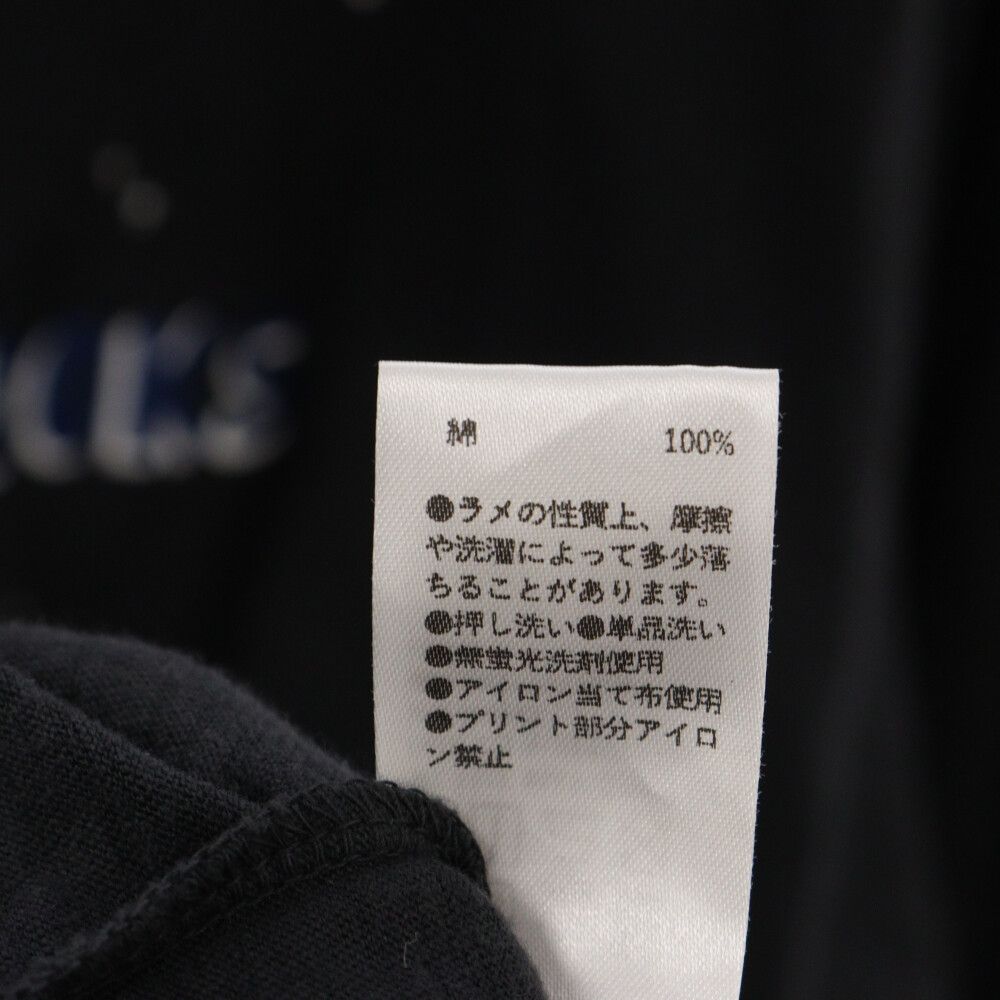 綿 100%
●ラメの性質上、摩擦
や洗濯によって多少落
ちることがあります。
●押し洗い●単品洗い
●無蛍光洗剤使用
●アイロン当て布使用
●プリント部分アイロ
ン禁止